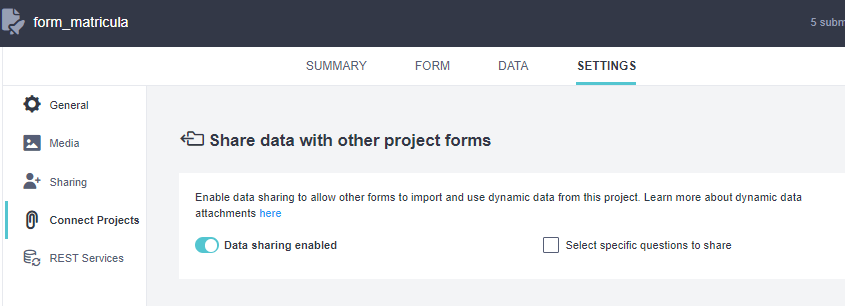 form_matricula
5 subm
SUMMARY FORM DATA SETTINGS
General
Media
Sharing
Connect Projects
REST Services
Share data with other project forms
Enable data sharing to allow other forms to import and use dynamic data from this project. Learn more about dynamic data
attachments here
Data sharing enabled
Select specific questions to share